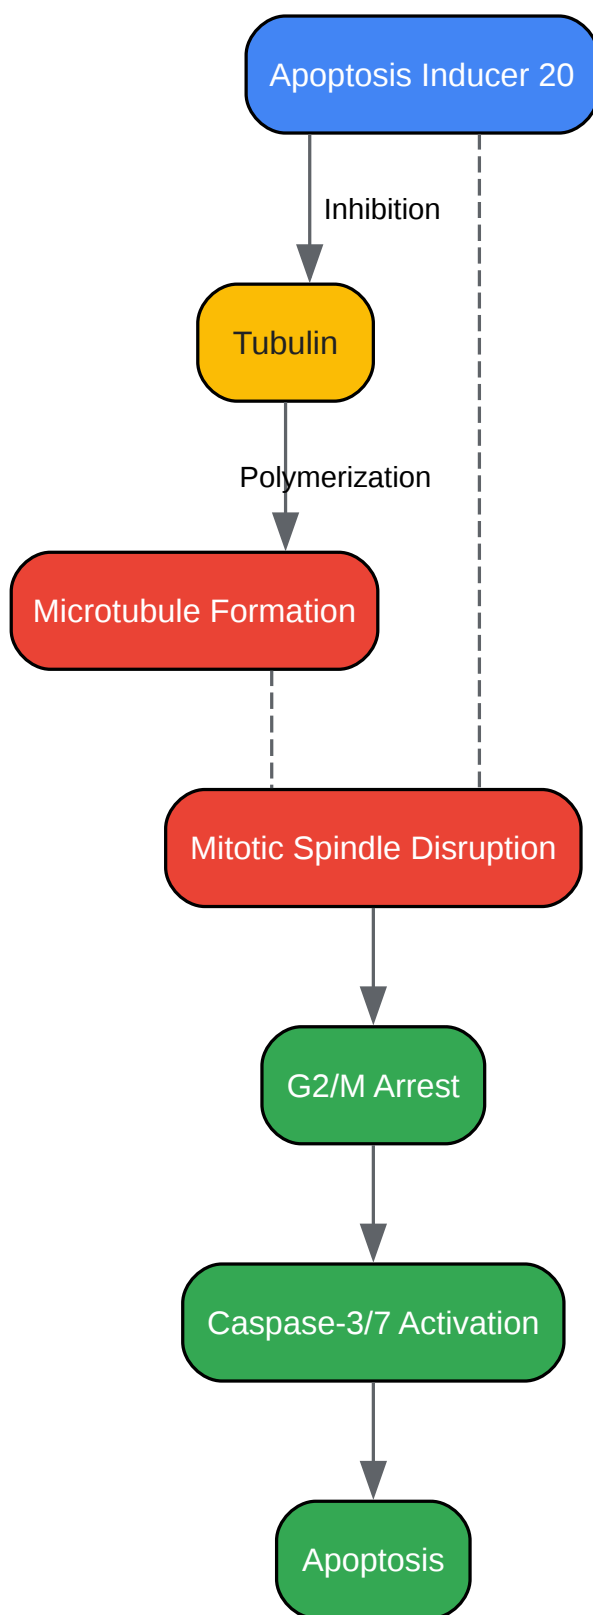 Apoptosis Inducer 20
Inhibition
Tubulin
Polymerization
Microtubule Formation
Mitotic Spindle Disruption
G2/M Arrest
Caspase-3/7 Activation
Apoptosis